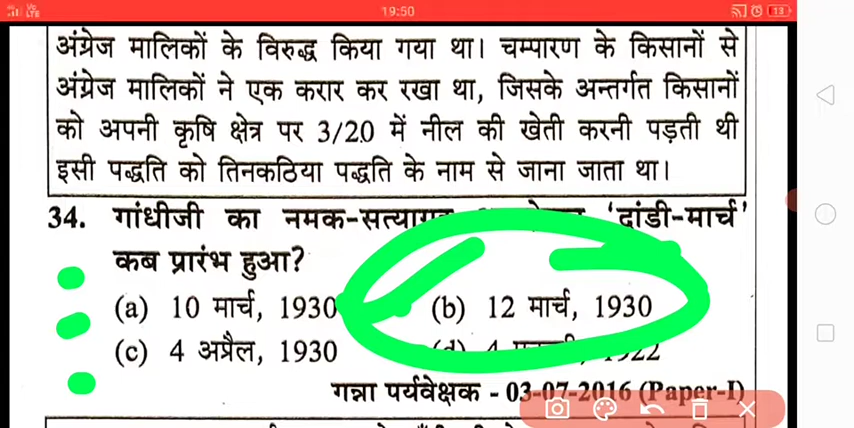 19:50
अंग्रेज मालिकों के विरुद्ध किया गया था। चम्पारण के किसानों से
अंग्रेज मालिकों ने एक करार कर रखा था, जिसके अन्तर्गत किसानों
को अपनी कृषि क्षेत्र पर 3/20 में नील की खेती करनी पड़ती थी
इसी पद्धति को तिनकठिया पद्धति के नाम से जाना जाता था।
34. गांधीजी का नमक-सत्याग्रह 'दांडी-मार्च'
कब प्रारंभ हुआ?
(a) 10 मार्च, 1930 (b) 12 मार्च, 1930
(c) 4 अप्रैल, 1930 (d) 4 1922
गन्ना पर्यवेक्षक - 03-07-2016 (Paper-I)